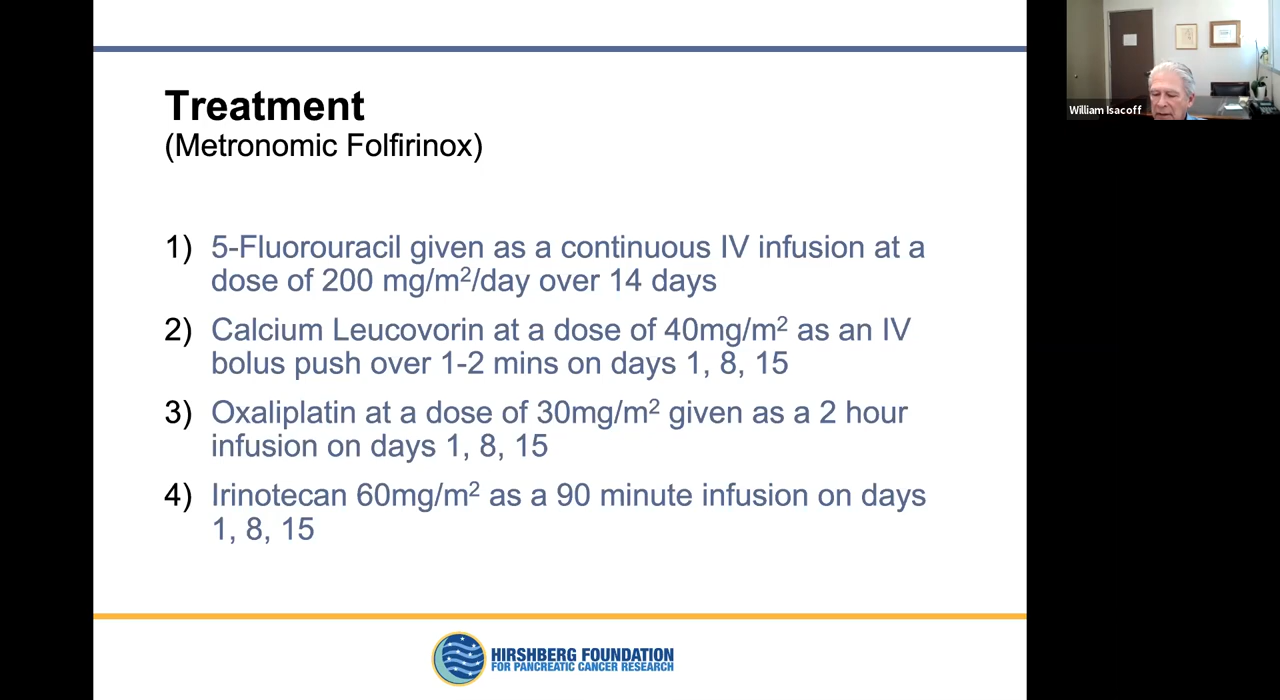 Treatment
(Metronomic Folfirinox)
1) 5-Fluorouracil given as a continuous IV infusion at a
dose of 200 mg/m²/day over 14 days
2) Calcium Leucovorin at a dose of 40mg/m² as an IV
bolus push over 1-2 mins on days 1, 8, 15
3) Oxaliplatin at a dose of 30mg/m² given as a 2 hour
infusion on days 1, 8, 15
4) Irinotecan 60mg/m² as a 90 minute infusion on days
1, 8, 15
HIRSHBERG FOUNDATION
FOR PANCREATIC CANCER RESEARCH
William Isacoff